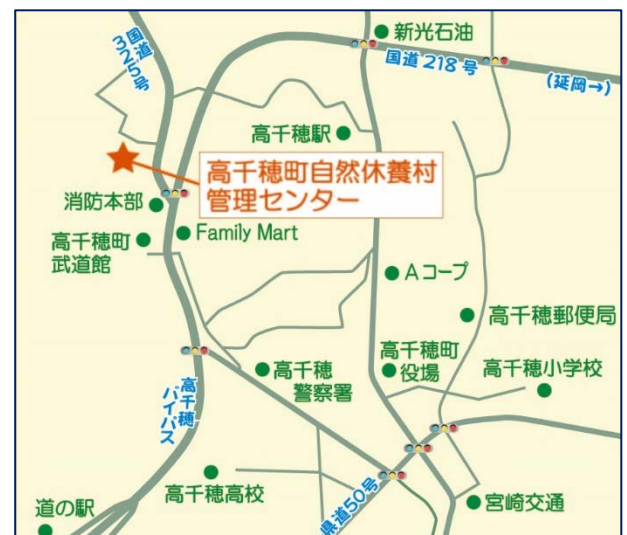 新光石油
国道325号
国道218号
(延岡→)
高千穂駅
高千穂町自然休養村
管理センター
消防本部
Family Mart
高千穂町
武道館
Aコープ
高千穂郵便局
高千穂町
役場
高千穂小学校
高千穂
警察署
高千穂
バイパス
高千穂高校
県道50号
宮崎交通
道の駅